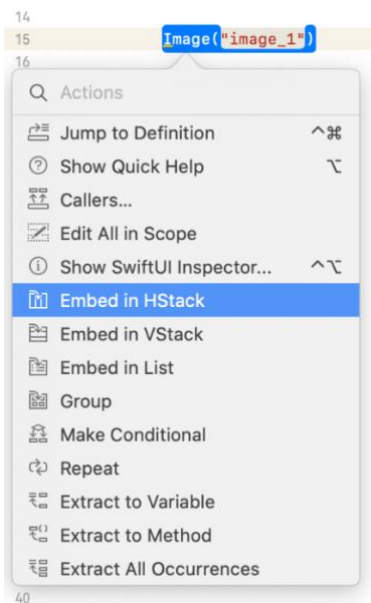 14
15 Image("image_1")
16
Actions
Jump to Definition ^⌘
Show Quick Help ⌥
Callers...
Edit All in Scope
Show SwiftUI Inspector... ^⌥
Embed in HStack
Embed in VStack
Embed in List
Group
Make Conditional
Repeat
Extract to Variable
Extract to Method
Extract All Occurrences
40